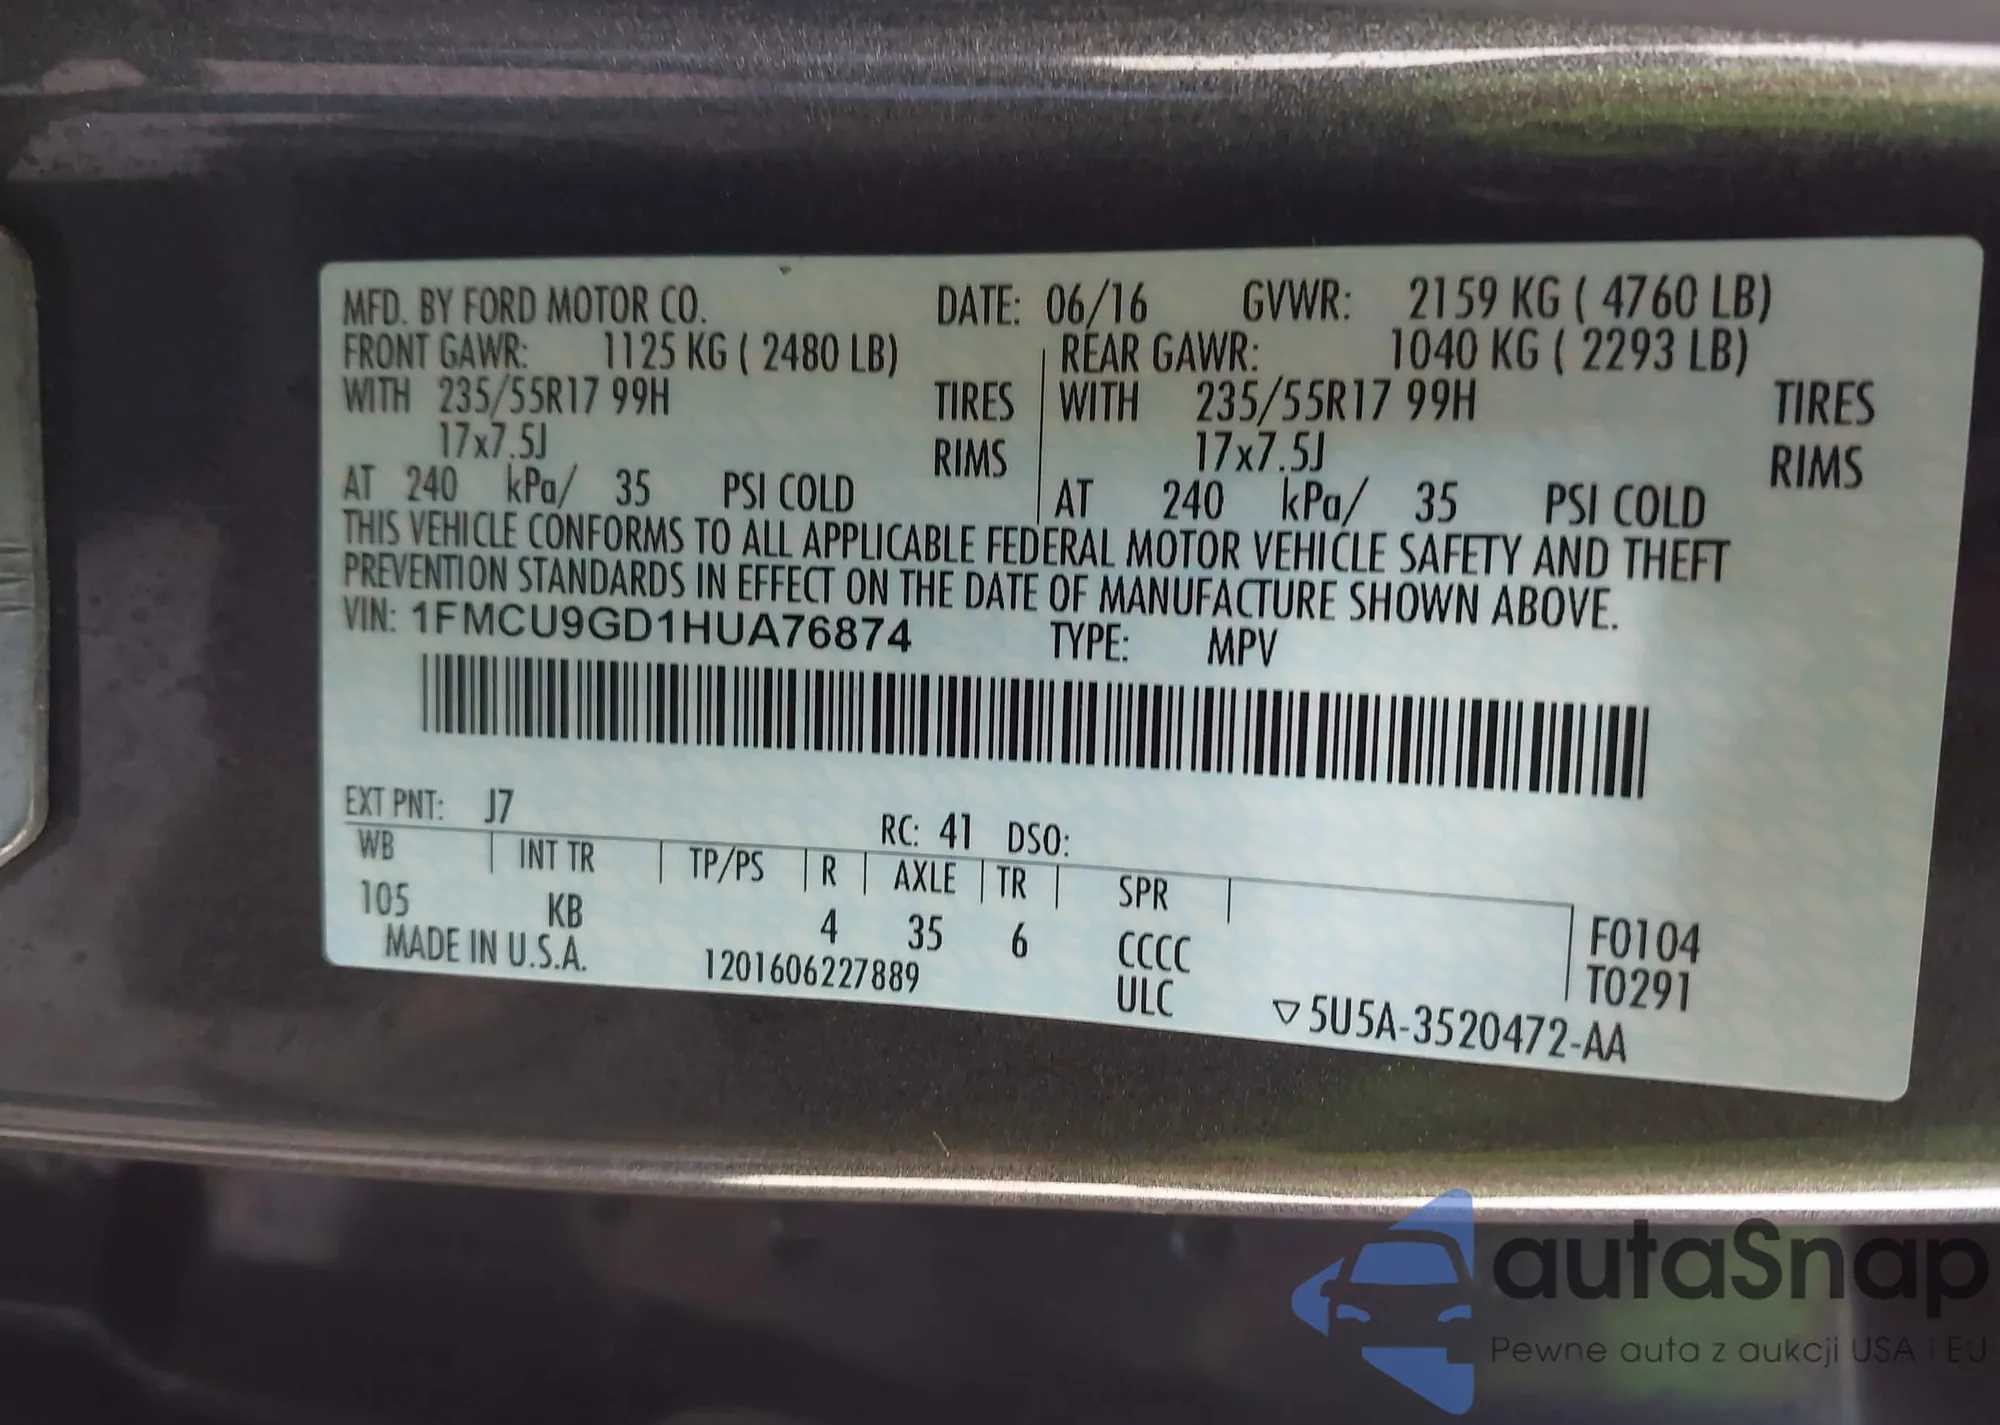 MFD. BY FORD MOTOR CO. DATE: 06/16 GVWR: 2159 KG ( 4760 LB)
FRONT GAWR: 1125 KG ( 2480 LB) REAR GAWR: 1040 KG ( 2293 LB)
WITH 235/55R17 99H TIRES WITH 235/55R17 99H TIRES
17x7.5J RIMS 17x7.5J RIMS
AT 240 kPa/ 35 PSI COLD AT 240 kPa/ 35 PSI COLD
THIS VEHICLE CONFORMS TO ALL APPLICABLE FEDERAL MOTOR VEHICLE SAFETY AND THEFT
PREVENTION STANDARDS IN EFFECT ON THE DATE OF MANUFACTURE SHOWN ABOVE.
VIN: 1FMCU9GD1HUA76874 TYPE: MPV
EXT PNT: J7 RC: 41 DSO:
WB INT TR TP/PS R AXLE TR SPR
105 KB 4 35 6 CCCC F0104
MADE IN U.S.A. 1201606227889 ULC T0291
▽5U5A-3520472-AA
autaSnap
Pewne auta z aukcji USA i EU